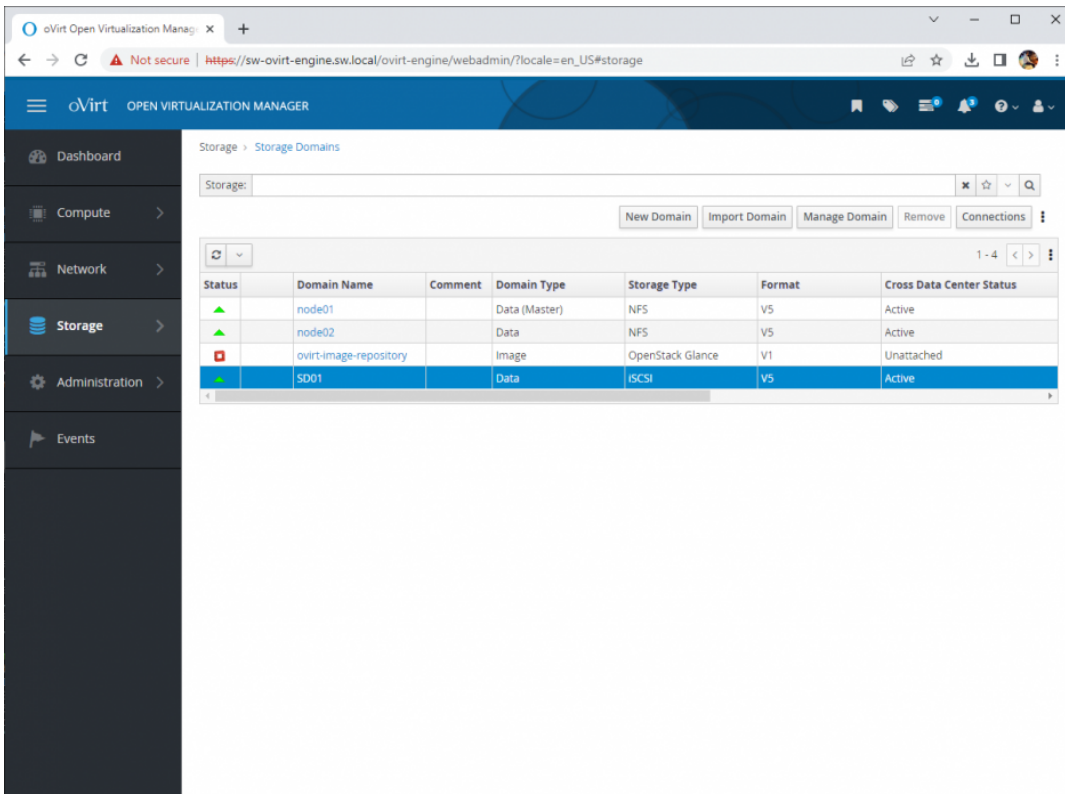 oVirt Open Virtualization Manag
Not secure https://sw-ovirt-engine.sw.local/ovirt-engine/webadmin/?locale=en_US#storage
oVirt OPEN VIRTUALIZATION MANAGER
0 3 ?
Dashboard
Compute
Network
Storage
Administration
Events
Storage > Storage Domains
Storage:
New Domain Import Domain Manage Domain Remove Connections
1 - 4 < >
Status Domain Name Comment Domain Type Storage Type Format Cross Data Center Status
node01 Data (Master) NFS V5 Active
node02 Data NFS V5 Active
ovirt-image-repository Image OpenStack Glance V1 Unattached
SD01 Data iSCSI V5 Active